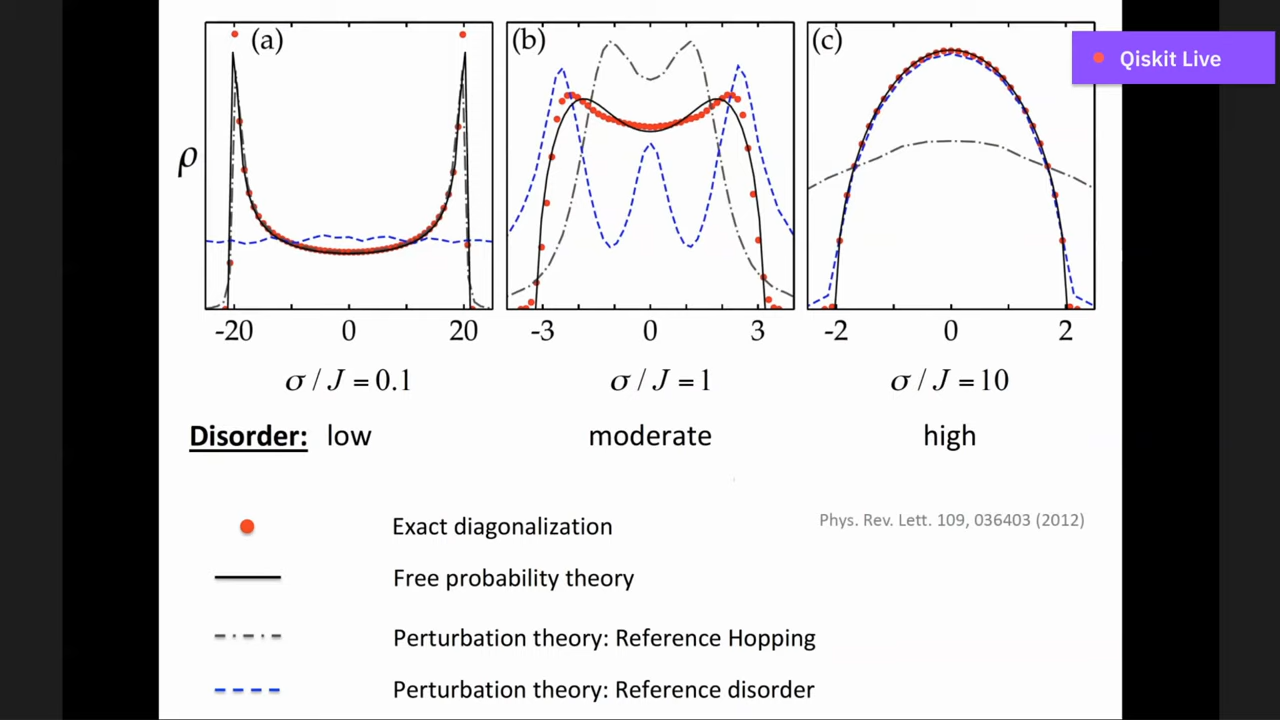 (a)
(b)
(c)
Qiskit Live
ρ
-20 0 20
-3 0 3
-2 0 2
σ / J = 0.1
σ / J = 1
σ / J = 10
Disorder: low moderate high
Exact diagonalization
Phys. Rev. Lett. 109, 036403 (2012)
Free probability theory
Perturbation theory: Reference Hopping
Perturbation theory: Reference disorder